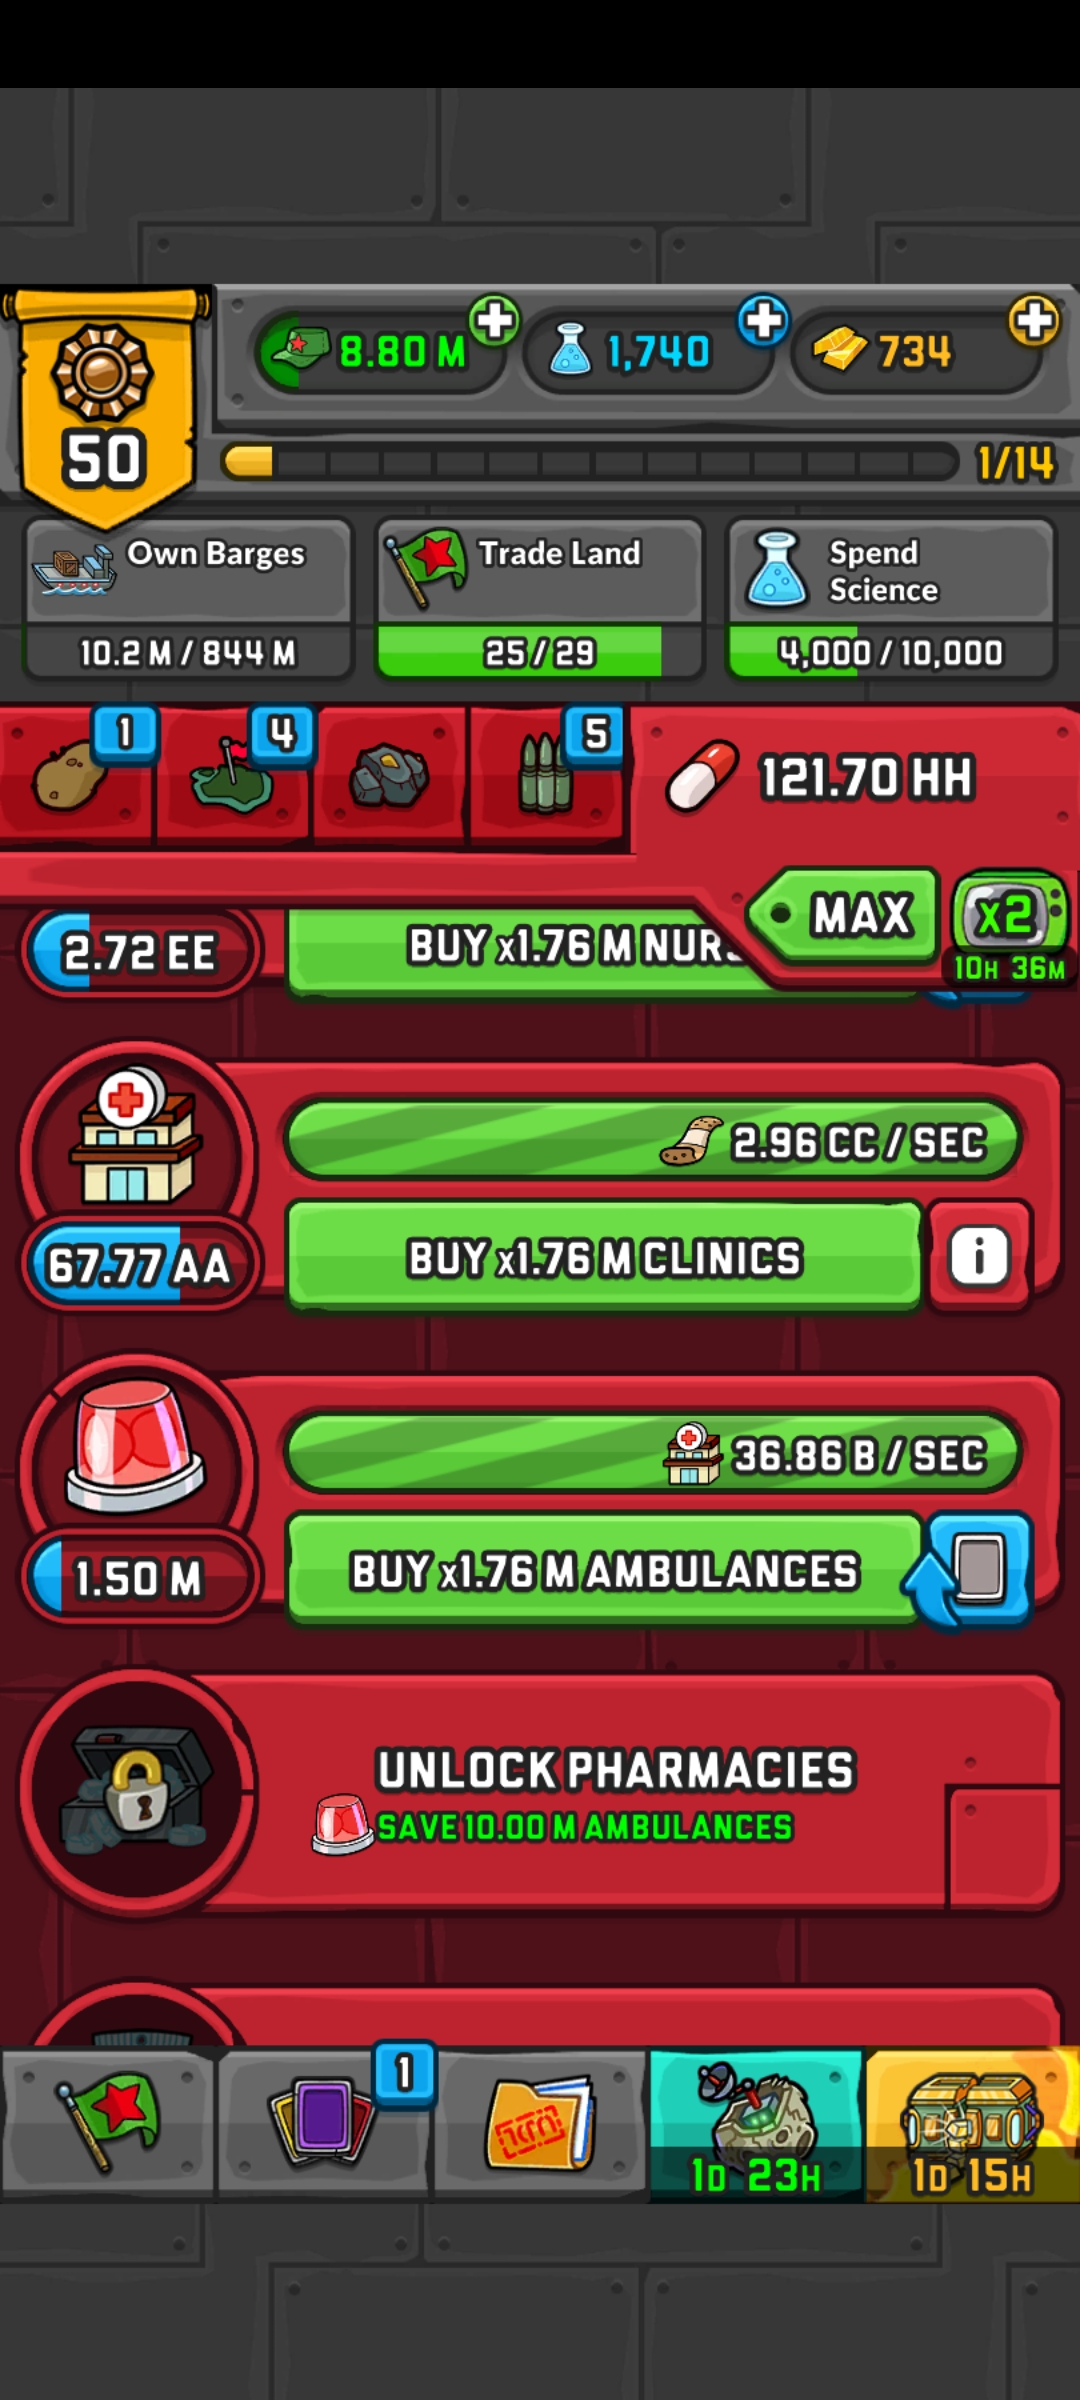 8.80 M
1,740
734
50
1/14
Own Barges
10.2 M / 844 M
Trade Land
25 / 29
Spend
Science
4,000 / 10,000
1
4
5
121.70 HH
MAX
x2
10H 36M
2.72 EE
BUY x1.76 M
2.96 CC / SEC
67.77 AA
BUY x1.76 M CLINICS
i
36.86 B / SEC
1.50 M
BUY x1.76 M AMBULANCES
UNLOCK PHARMACIES
SAVE 10.00 M AMBULANCES
1
1D 23H
1D 15H